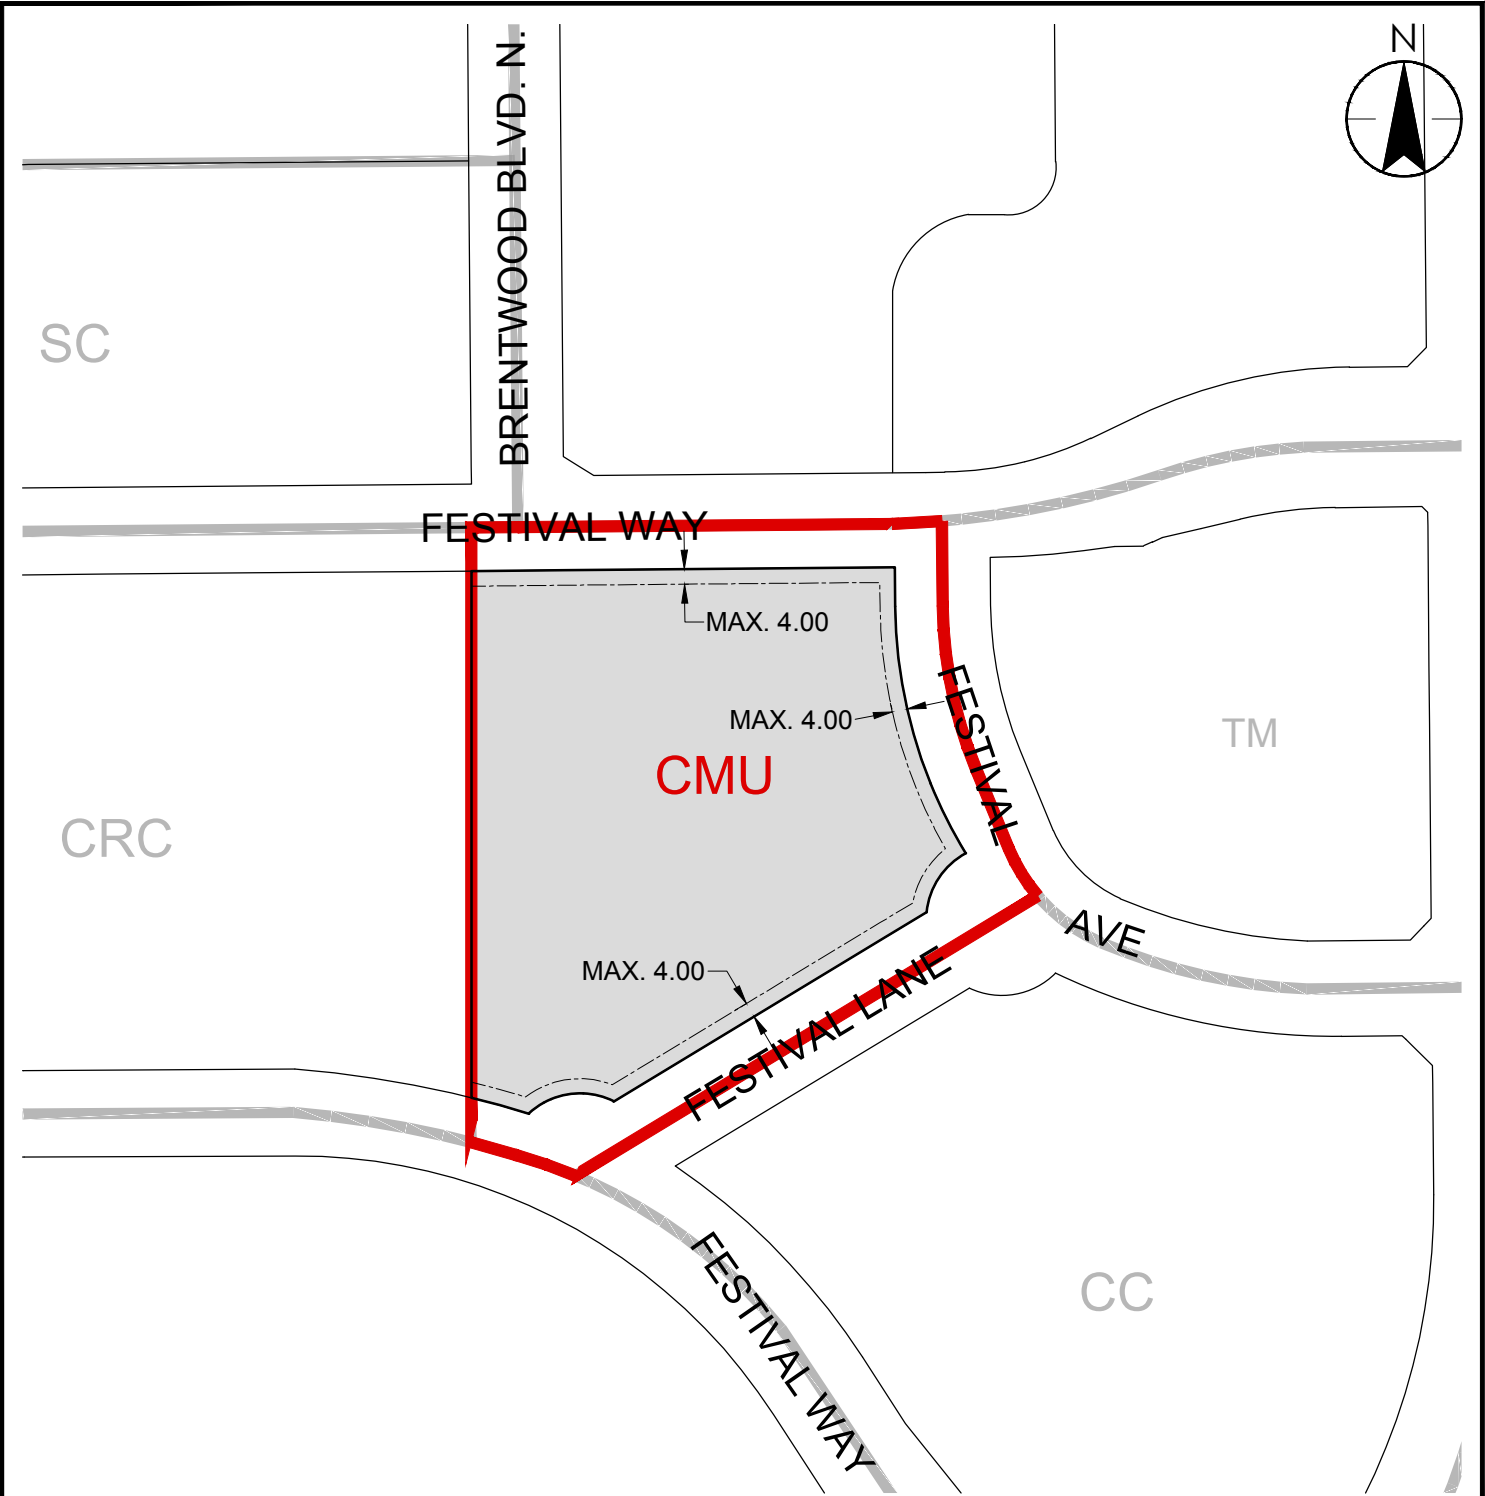 N
BRENTWOOD BLVD. N.
SC
FESTIVAL WAY
MAX. 4.00
MAX. 4.00
FESTIVAL
TM
CMU
CRC
AVE
MAX. 4.00
FESTIVAL LANE
FESTIVAL WAY
CC